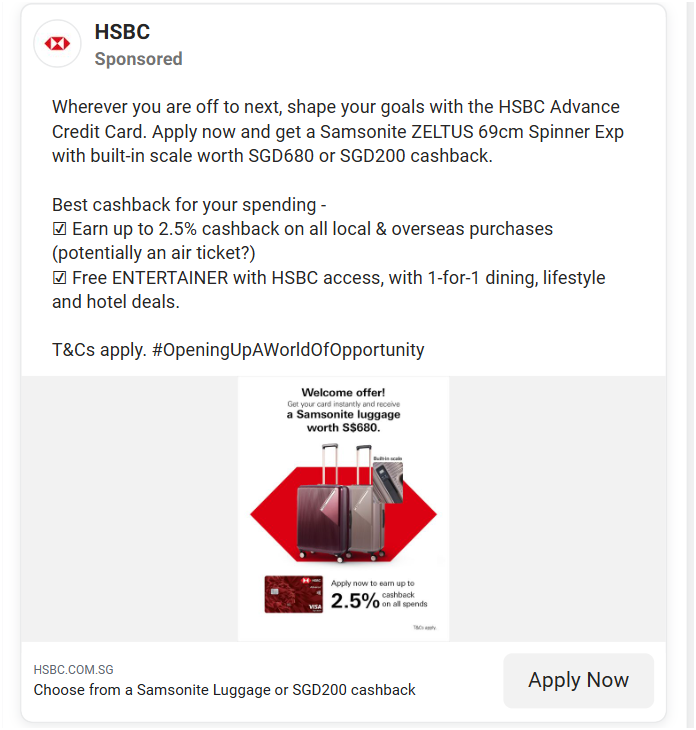 HSBC
Sponsored
Wherever you are off to next, shape your goals with the HSBC Advance
Credit Card. Apply now and get a Samsonite ZELTUS 69cm Spinner Exp
with built-in scale worth SGD680 or SGD200 cashback.
Best cashback for your spending -
☑ Earn up to 2.5% cashback on all local & overseas purchases
(potentially an air ticket?)
☑ Free ENTERTAINER with HSBC access, with 1-for-1 dining, lifestyle
and hotel deals.
T&Cs apply. #OpeningUpAWorldOfOpportunity
Welcome offer!
Get your card instantly and receive
a Samsonite luggage
worth S$680.
Built-in scale
HSBC
VISA
Apply now to earn up to
2.5% cashback
on all spends
T&Cs apply.
HSBC.COM.SG
Choose from a Samsonite Luggage or SGD200 cashback
Apply Now